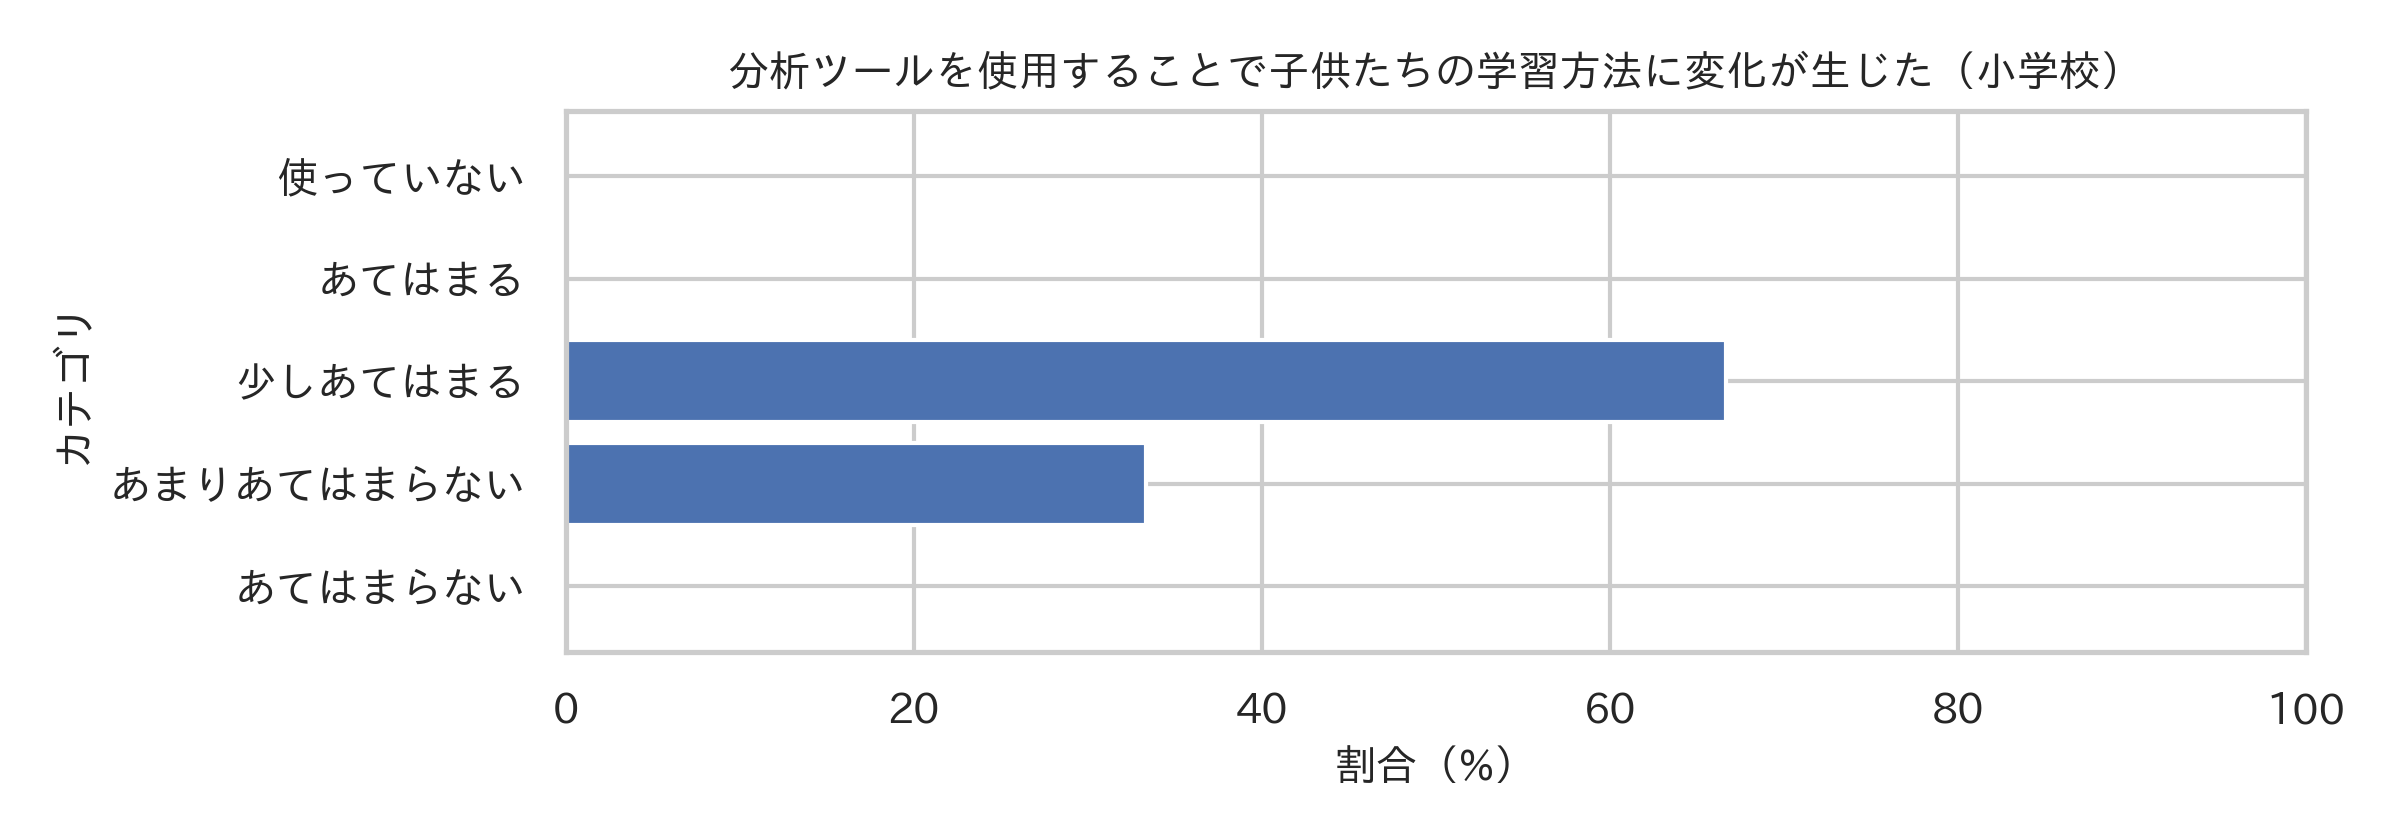 分析ツールを使用することで子供たちの学習方法に変化が生じた（小学校）
カテゴリ
使っていない
あてはまる
少しあてはまる
あまりあてはまらない
あてはまらない
0 20 40 60 80 100
割合（%）